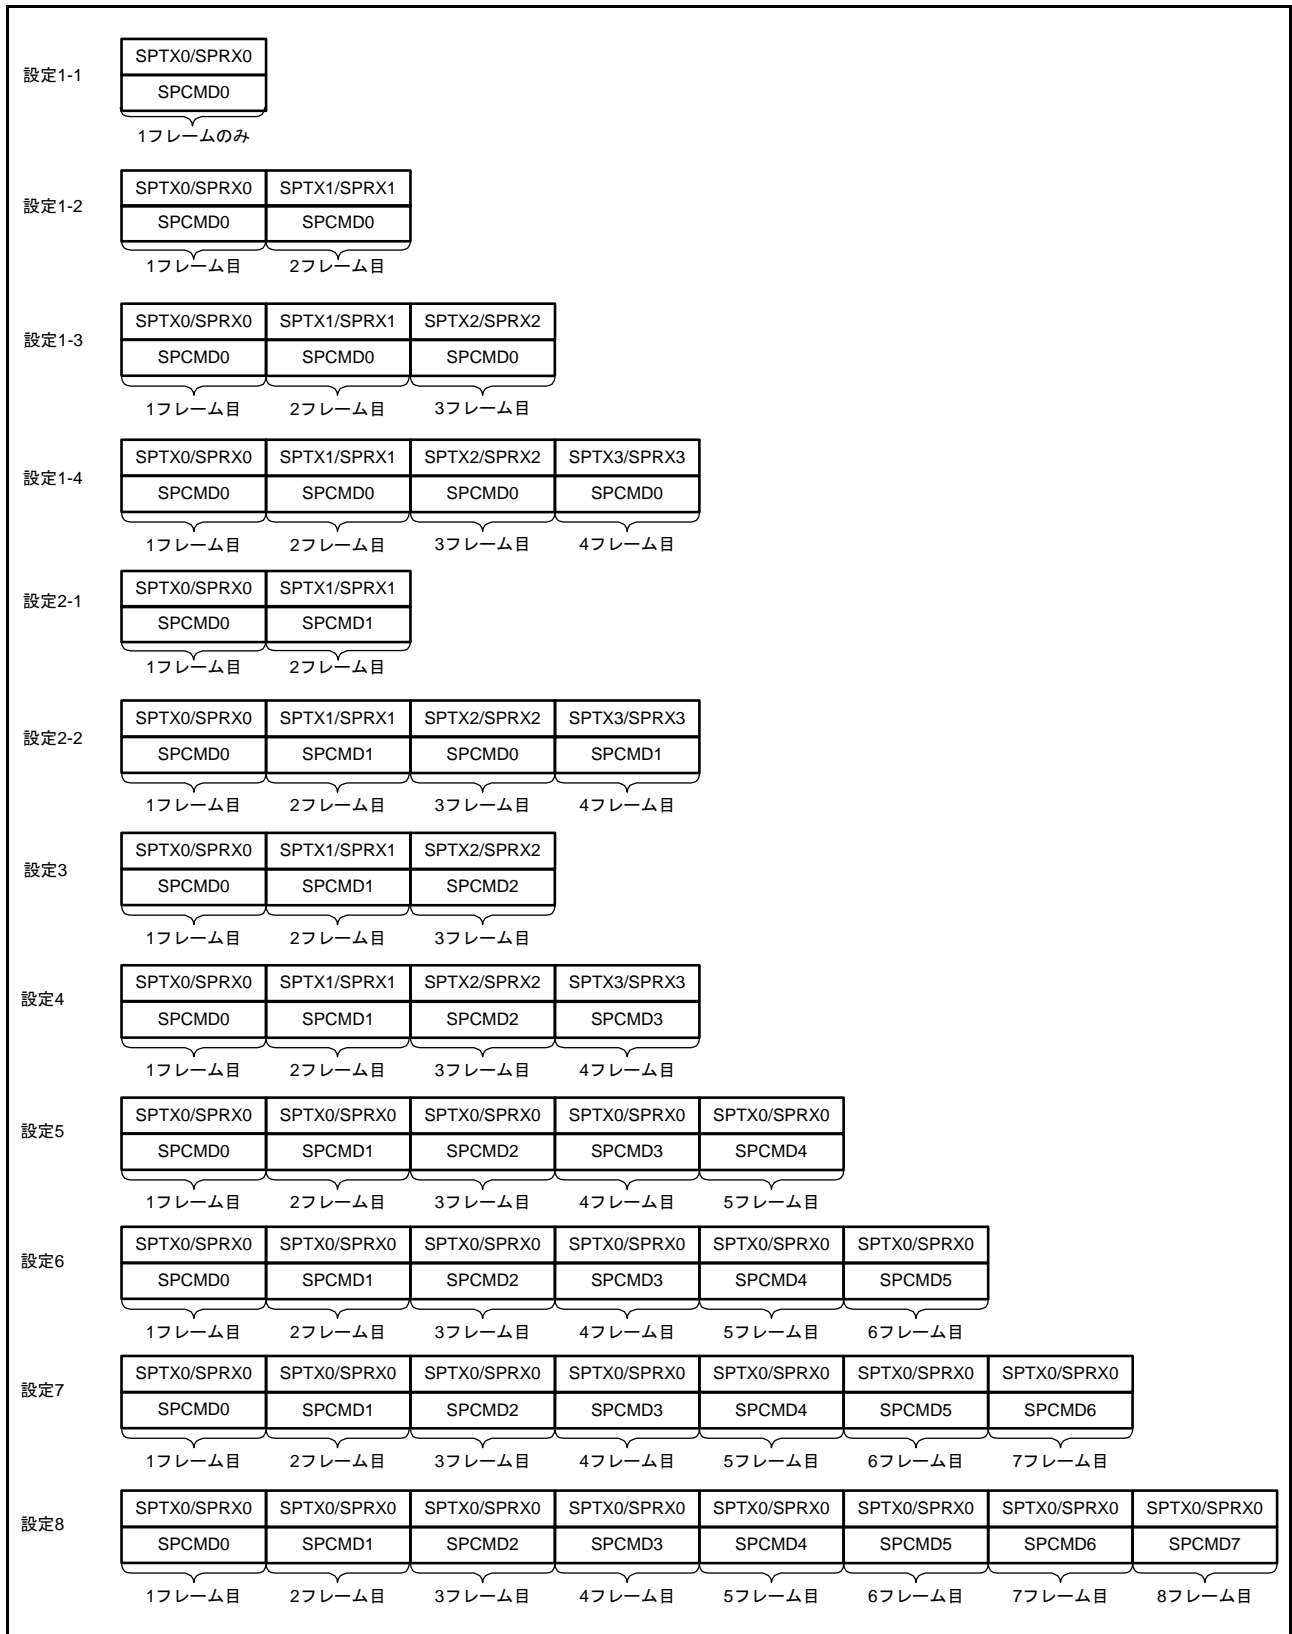 設定1-1
SPTX0/SPRX0
SPCMD0
1フレームのみ
設定1-2
SPTX0/SPRX0 SPTX1/SPRX1
SPCMD0 SPCMD0
1フレーム目 2フレーム目
設定1-3
SPTX0/SPRX0 SPTX1/SPRX1 SPTX2/SPRX2
SPCMD0 SPCMD0 SPCMD0
1フレーム目 2フレーム目 3フレーム目
設定1-4
SPTX0/SPRX0 SPTX1/SPRX1 SPTX2/SPRX2 SPTX3/SPRX3
SPCMD0 SPCMD0 SPCMD0 SPCMD0
1フレーム目 2フレーム目 3フレーム目 4フレーム目
設定2-1
SPTX0/SPRX0 SPTX1/SPRX1
SPCMD0 SPCMD1
1フレーム目 2フレーム目
設定2-2
SPTX0/SPRX0 SPTX1/SPRX1 SPTX2/SPRX2 SPTX3/SPRX3
SPCMD0 SPCMD1 SPCMD0 SPCMD1
1フレーム目 2フレーム目 3フレーム目 4フレーム目
設定3
SPTX0/SPRX0 SPTX1/SPRX1 SPTX2/SPRX2
SPCMD0 SPCMD1 SPCMD2
1フレーム目 2フレーム目 3フレーム目
設定4
SPTX0/SPRX0 SPTX1/SPRX1 SPTX2/SPRX2 SPTX3/SPRX3
SPCMD0 SPCMD1 SPCMD2 SPCMD3
1フレーム目 2フレーム目 3フレーム目 4フレーム目
設定5
SPTX0/SPRX0 SPTX0/SPRX0 SPTX0/SPRX0 SPTX0/SPRX0 SPTX0/SPRX0
SPCMD0 SPCMD1 SPCMD2 SPCMD3 SPCMD4
1フレーム目 2フレーム目 3フレーム目 4フレーム目 5フレーム目
設定6
SPTX0/SPRX0 SPTX0/SPRX0 SPTX0/SPRX0 SPTX0/SPRX0 SPTX0/SPRX0 SPTX0/SPRX0
SPCMD0 SPCMD1 SPCMD2 SPCMD3 SPCMD4 SPCMD5
1フレーム目 2フレーム目 3フレーム目 4フレーム目 5フレーム目 6フレーム目
設定7
SPTX0/SPRX0 SPTX0/SPRX0 SPTX0/SPRX0 SPTX0/SPRX0 SPTX0/SPRX0 SPTX0/SPRX0 SPTX0/SPRX0
SPCMD0 SPCMD1 SPCMD2 SPCMD3 SPCMD4 SPCMD5 SPCMD6
1フレーム目 2フレーム目 3フレーム目 4フレーム目 5フレーム目 6フレーム目 7フレーム目
設定8
SPTX0/SPRX0 SPTX0/SPRX0 SPTX0/SPRX0 SPTX0/SPRX0 SPTX0/SPRX0 SPTX0/SPRX0 SPTX0/SPRX0 SPTX0/SPRX0
SPCMD0 SPCMD1 SPCMD2 SPCMD3 SPCMD4 SPCMD5 SPCMD6 SPCMD7
1フレーム目 2フレーム目 3フレーム目 4フレーム目 5フレーム目 6フレーム目 7フレーム目 8フレーム目